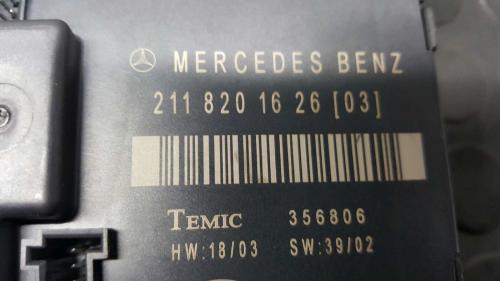 MERCEDES BENZ
211 820 16 26 [03]
TEMIC 356806
HW:18/03 SW:39/02